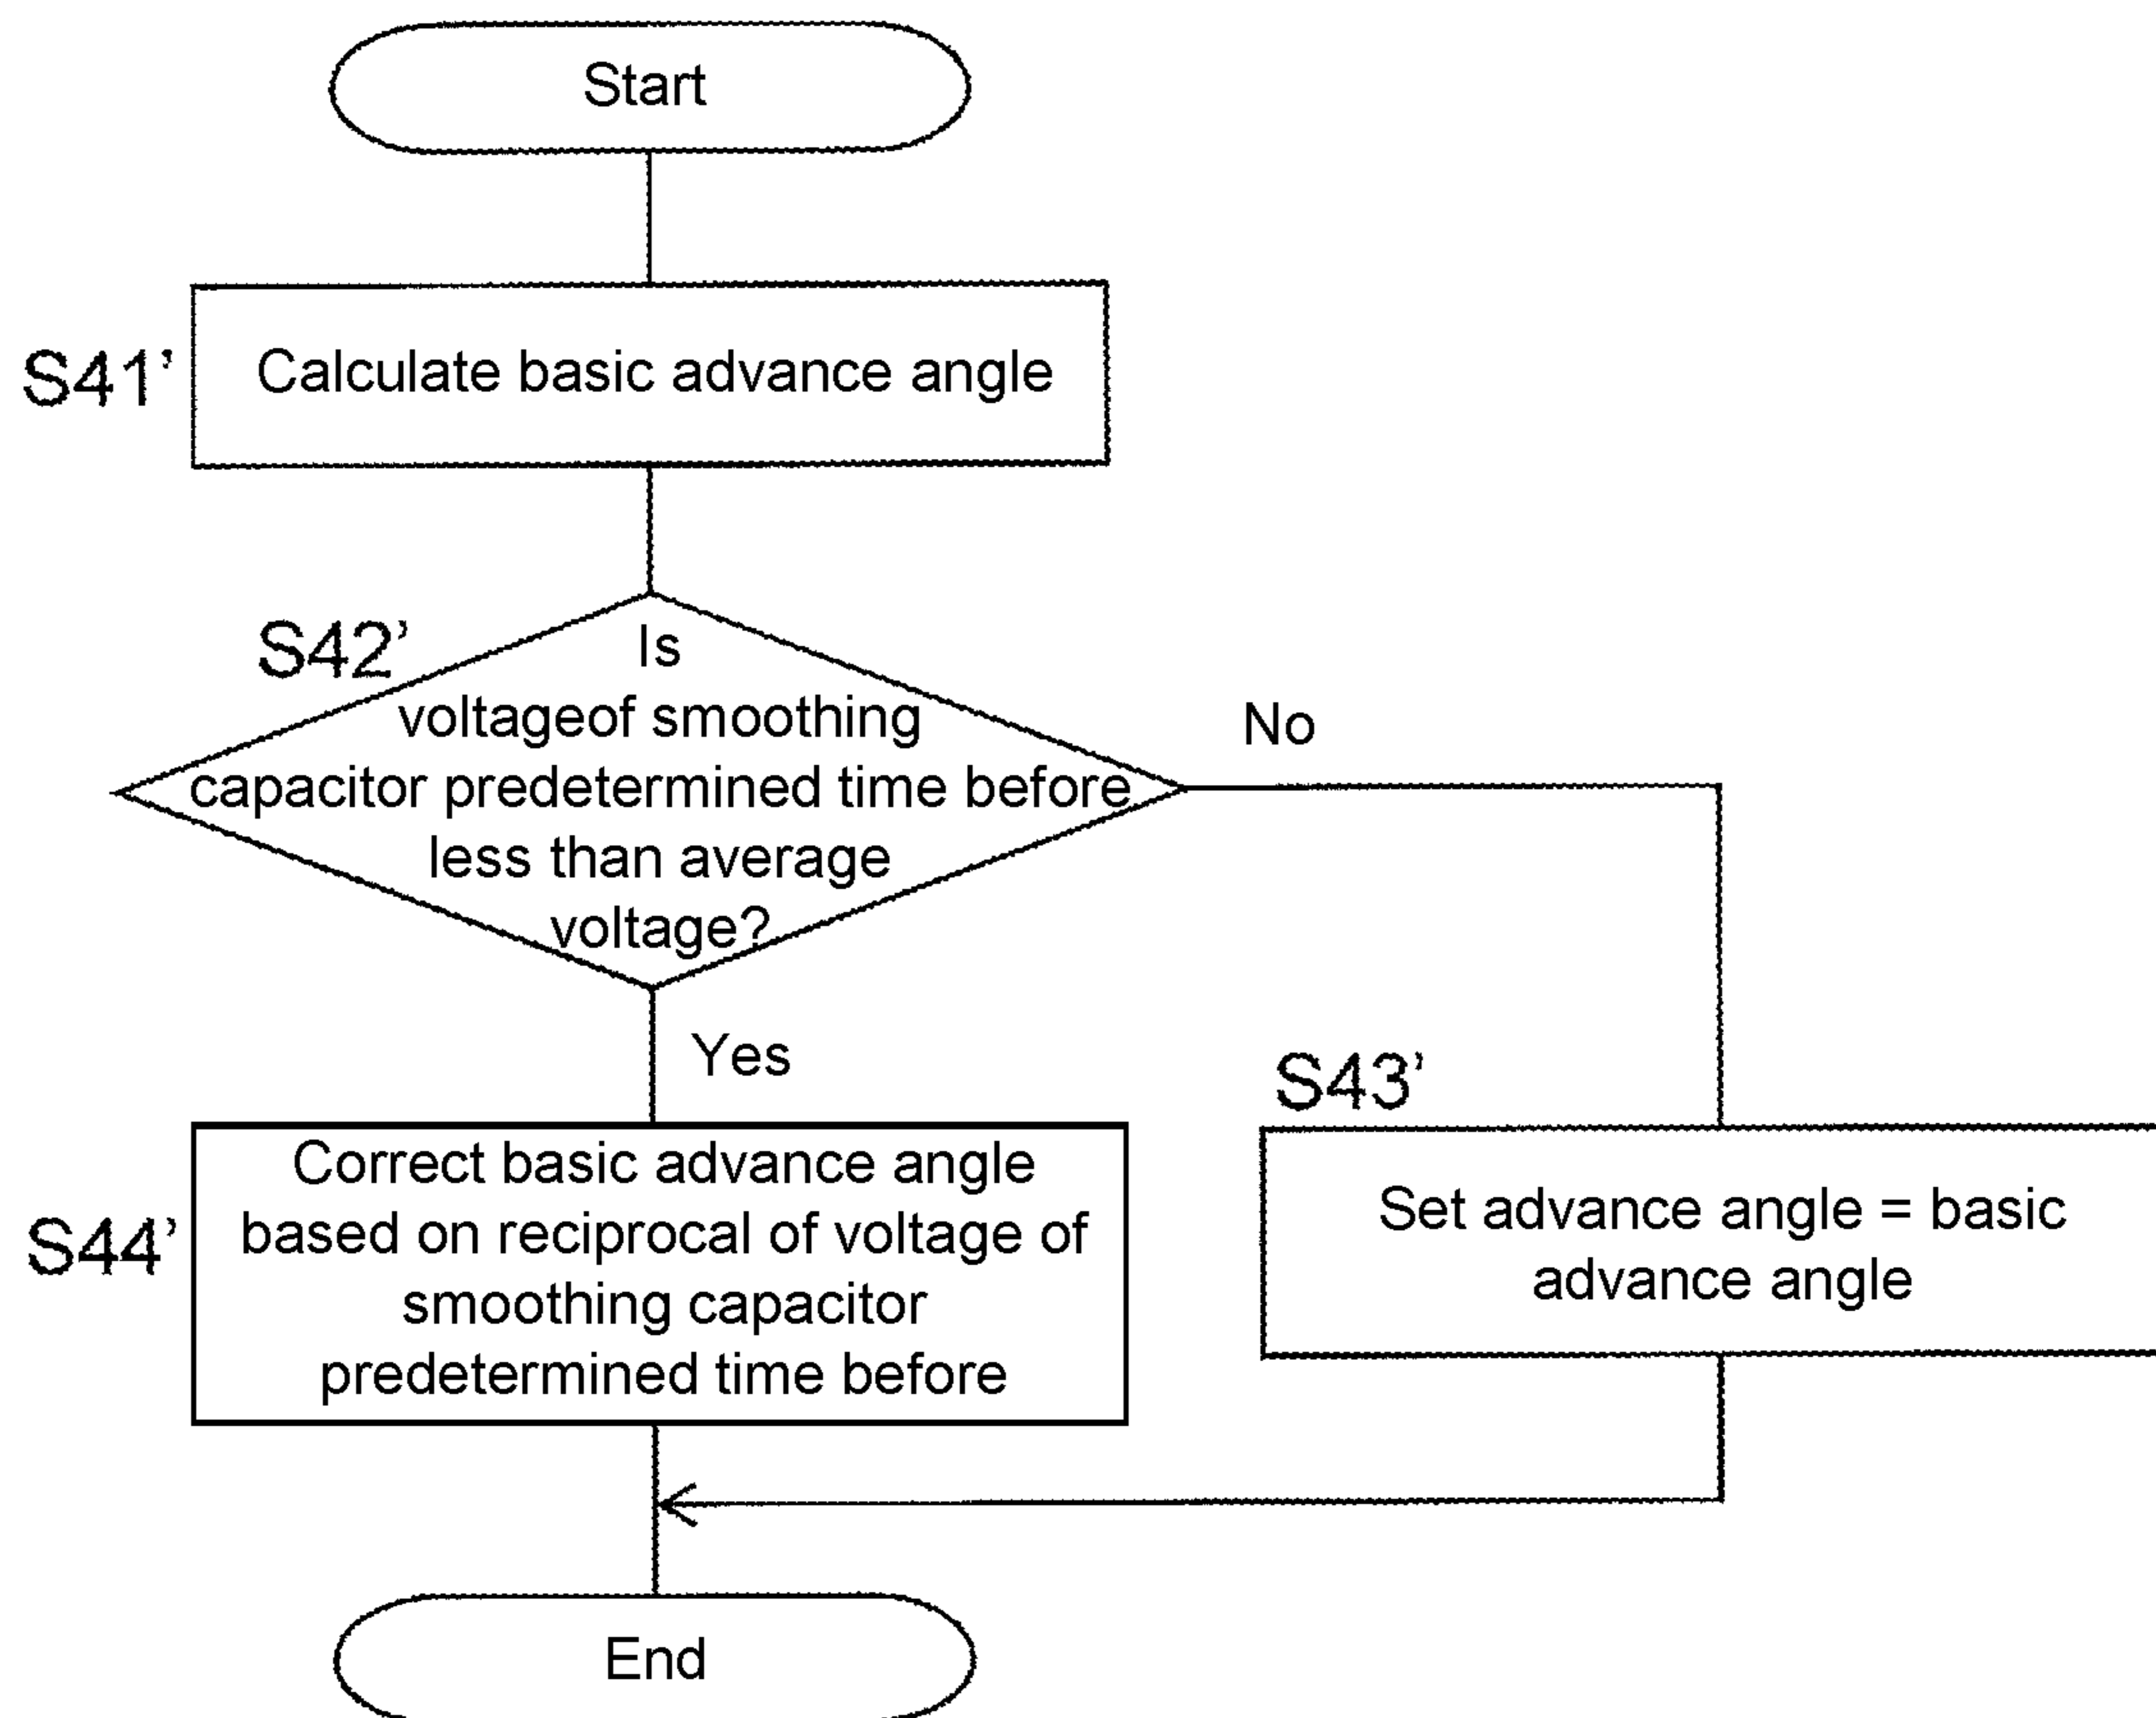 Start
S41’
Calculate basic advance angle
S42’
Is
voltageof smoothing
capacitor predetermined time before
less than average
voltage?
No
Yes
S43’
Set advance angle = basic
advance angle
S44’
Correct basic advance angle
based on reciprocal of voltage of
smoothing capacitor
predetermined time before
End